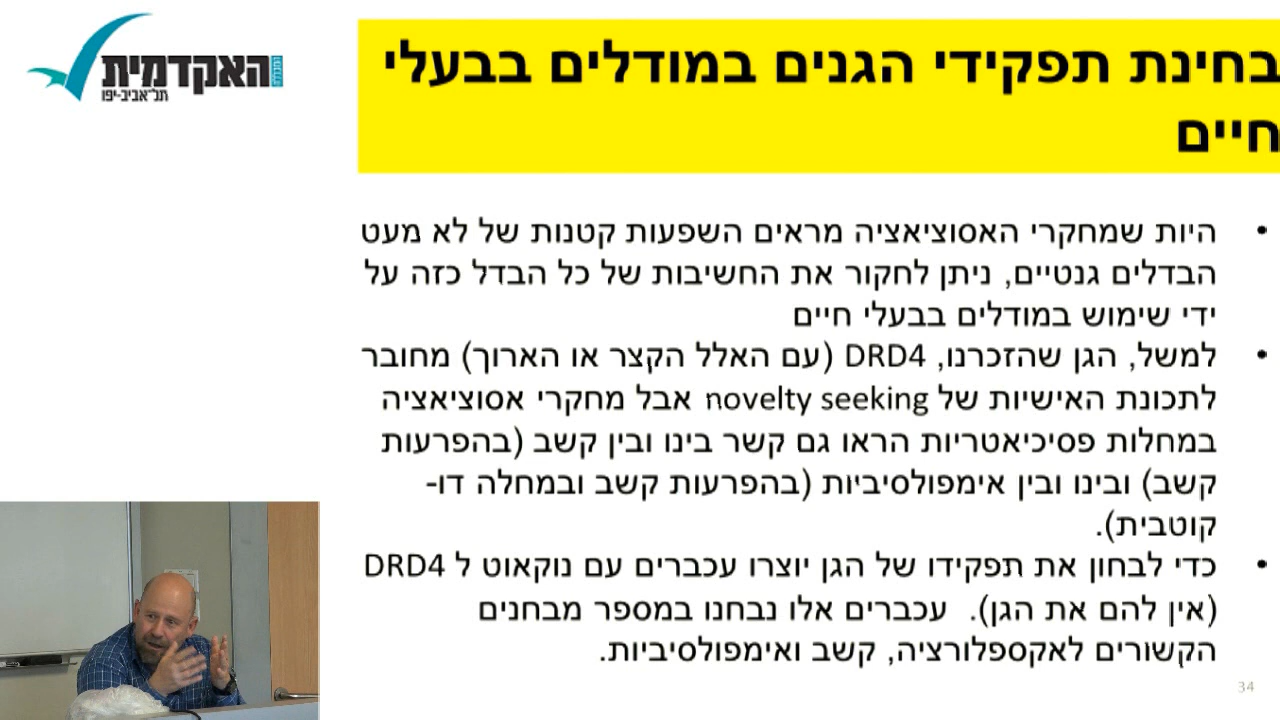 האקדמית
תל־אביב-יפו
בחינת תפקידי הגנים במודלים בבעלי
חיים
• היות שמחקרי האסוציאציה מראים השפעות קטנות של לא מעט
הבדלים גנטיים, ניתן לחקור את החשיבות של כל הבדל כזה על
ידי שימוש במודלים בבעלי חיים
• למשל, הגן שהזכרנו, DRD4 (עם האלל הקצר או הארוך) מחובר
לתכונת האישיות של novelty seeking אבל מחקרי אסוציאציה
במחלות פסיכיאטריות הראו גם קשר בינו ובין קשב (בהפרעות
קשב) ובינו ובין אימפולסיביות (בהפרעות קשב ובמחלה דו-
קוטבית).
• כדי לבחון את תפקידו של הגן יוצרו עכברים עם נוקאוט ל DRD4
(אין להם את הגן). עכברים אלו נבחנו במספר מבחנים
הקשורים לאקספלורציה, קשב ואימפולסיביות.
34